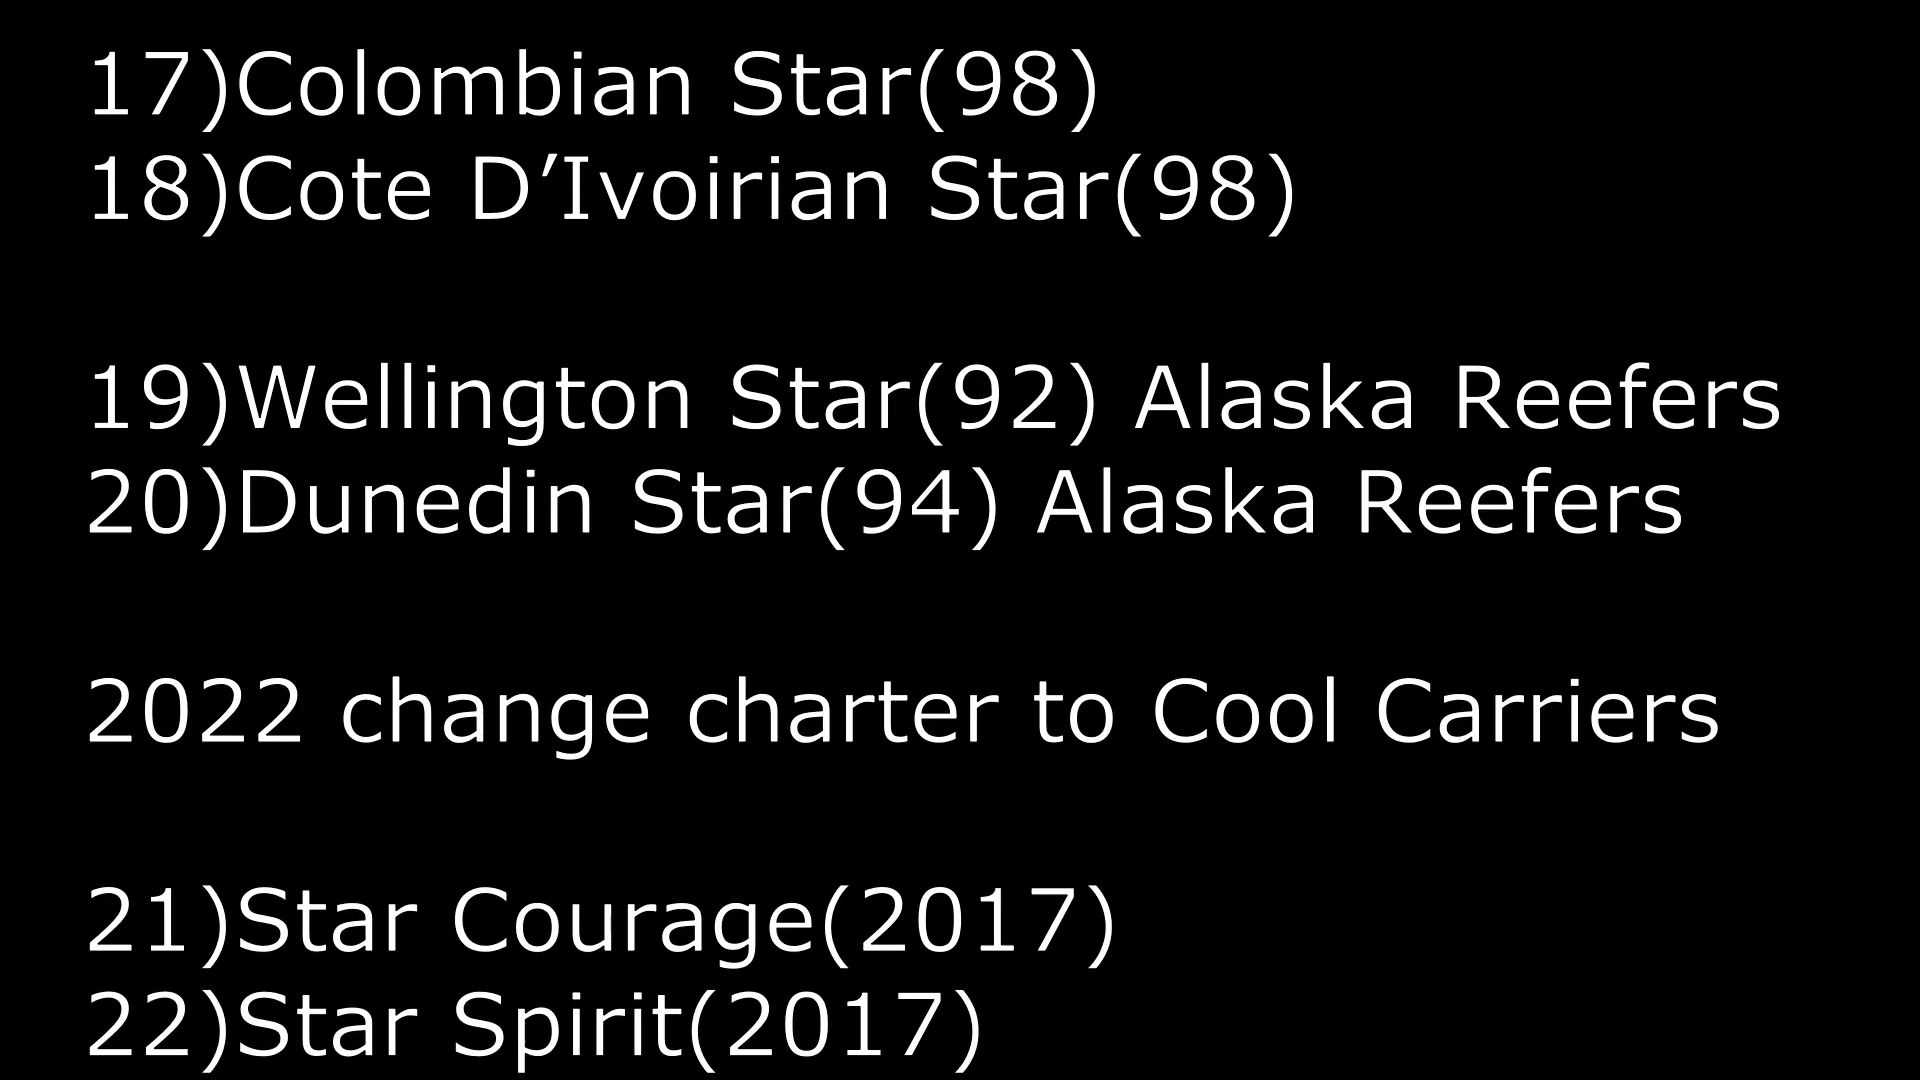 17)Colombian Star(98)
18)Cote D’Ivoirian Star(98)
19)Wellington Star(92) Alaska Reefers
20)Dunedin Star(94) Alaska Reefers
2022 change charter to Cool Carriers
21)Star Courage(2017)
22)Star Spirit(2017)